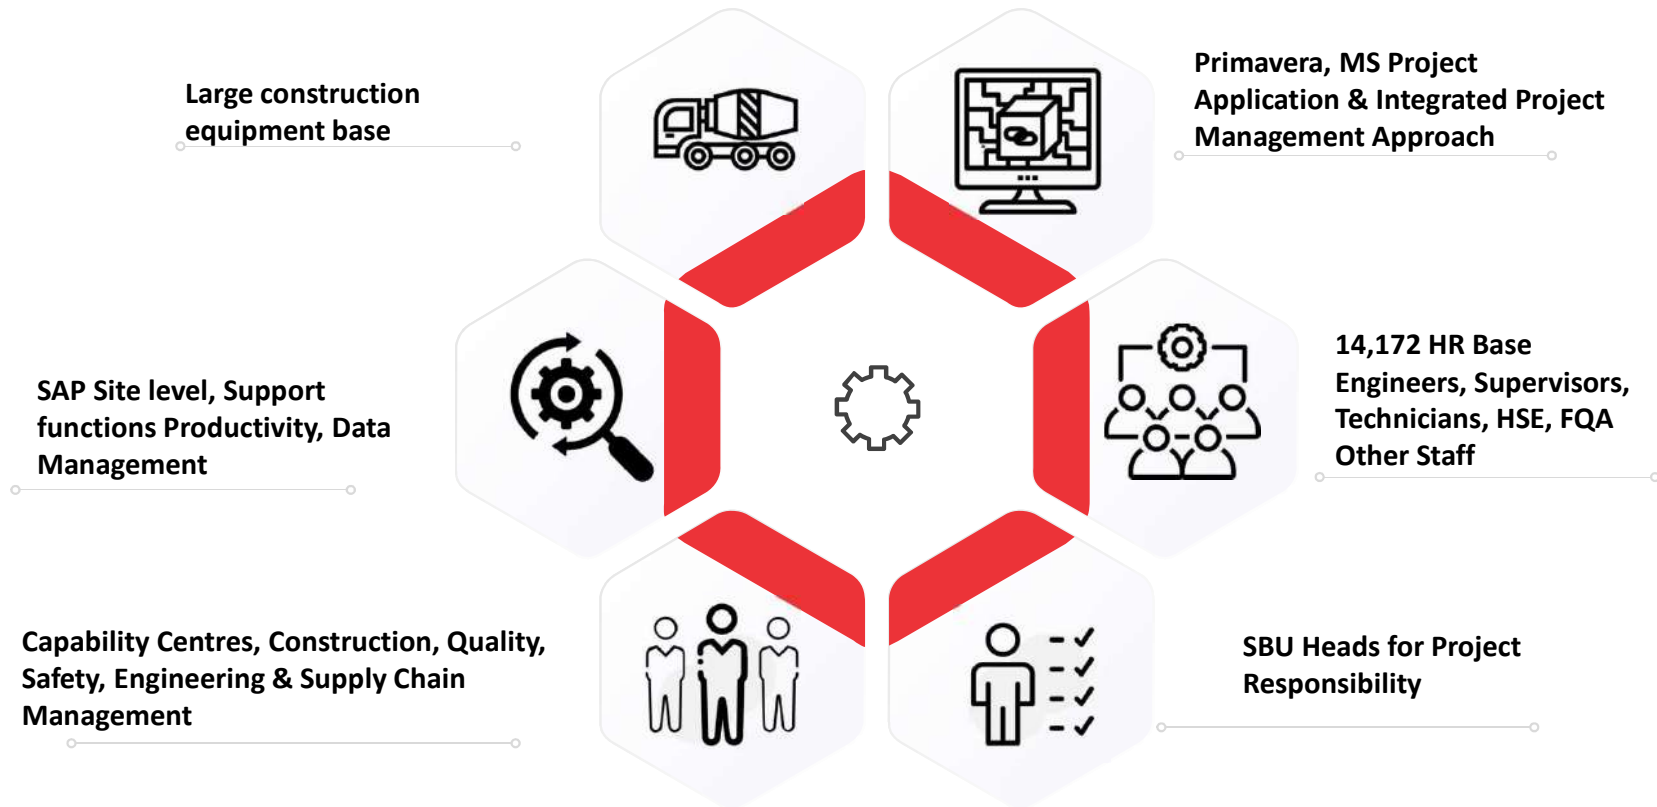 Large construction
equipment base
Primavera, MS Project
Application & Integrated Project
Management Approach
SAP Site level, Support
functions Productivity, Data
Management
14,172 HR Base
Engineers, Supervisors,
Technicians, HSE, FQA
Other Staff
Capability Centres, Construction, Quality,
Safety, Engineering & Supply Chain
Management
SBU Heads for Project
Responsibility